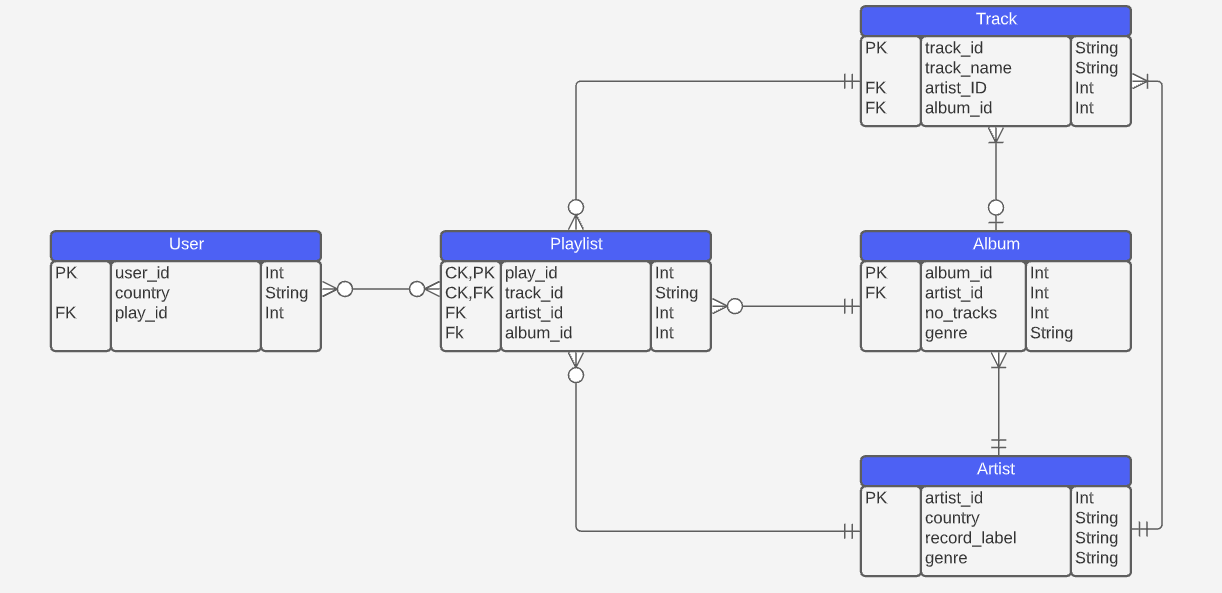 Track
PK track_id String
track_name String
FK artist_ID Int
FK album_id Int
User
PK user_id Int
country String
FK play_id Int
Playlist
CK,PK play_id Int
CK,FK track_id String
FK artist_id Int
Fk album_id Int
Album
PK album_id Int
FK artist_id Int
no_tracks Int
genre String
Artist
PK artist_id Int
country String
record_label String
genre String